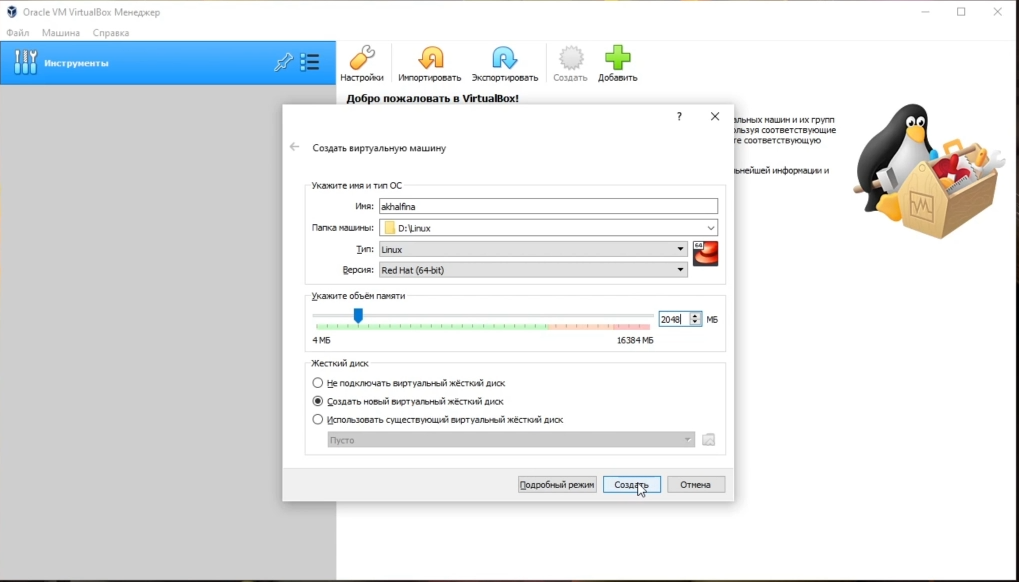 Oracle VM VirtualBox Менеджер
Файл Машина Справка
Инструменты
Настройки Импортировать Экспортировать Создать Добавить
Добро пожаловать в VirtualBox!
альных машин и их групп
ользуя соответствующие
те соответствующую
ьнейшей информации и
?
Создать виртуальную машину
Укажите имя и тип ОС
Имя: akhalfina
Папка машины: D:\Linux
Тип: Linux
64
Версия: Red Hat (64-bit)
Укажите объём памяти
2048 МБ
4 МБ 16384 МБ
Жесткий диск
Не подключать виртуальный жёсткий диск
Создать новый виртуальный жёсткий диск
Использовать существующий виртуальный жёсткий диск
Пусто
Подробный режим Создать Отмена